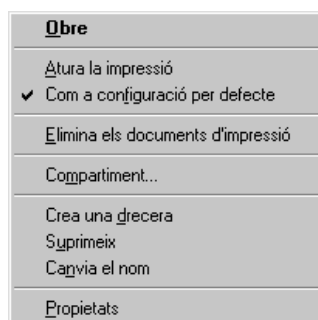 Obre
Atura la impressió
Com a configuració per defecte
Elimina els documents d'impressió
Compartiment...
Crea una drecera
Suprimeix
Canvia el nom
Propietats